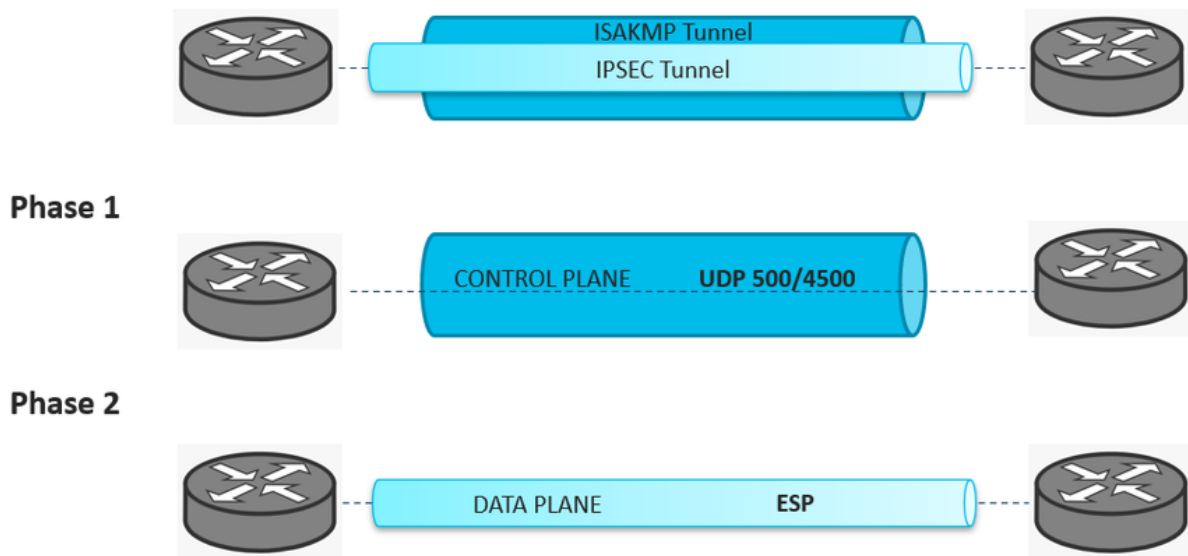 ISAKMP Tunnel
IPSEC Tunnel
Phase 1
CONTROL PLANE UDP 500/4500
Phase 2
DATA PLANE ESP